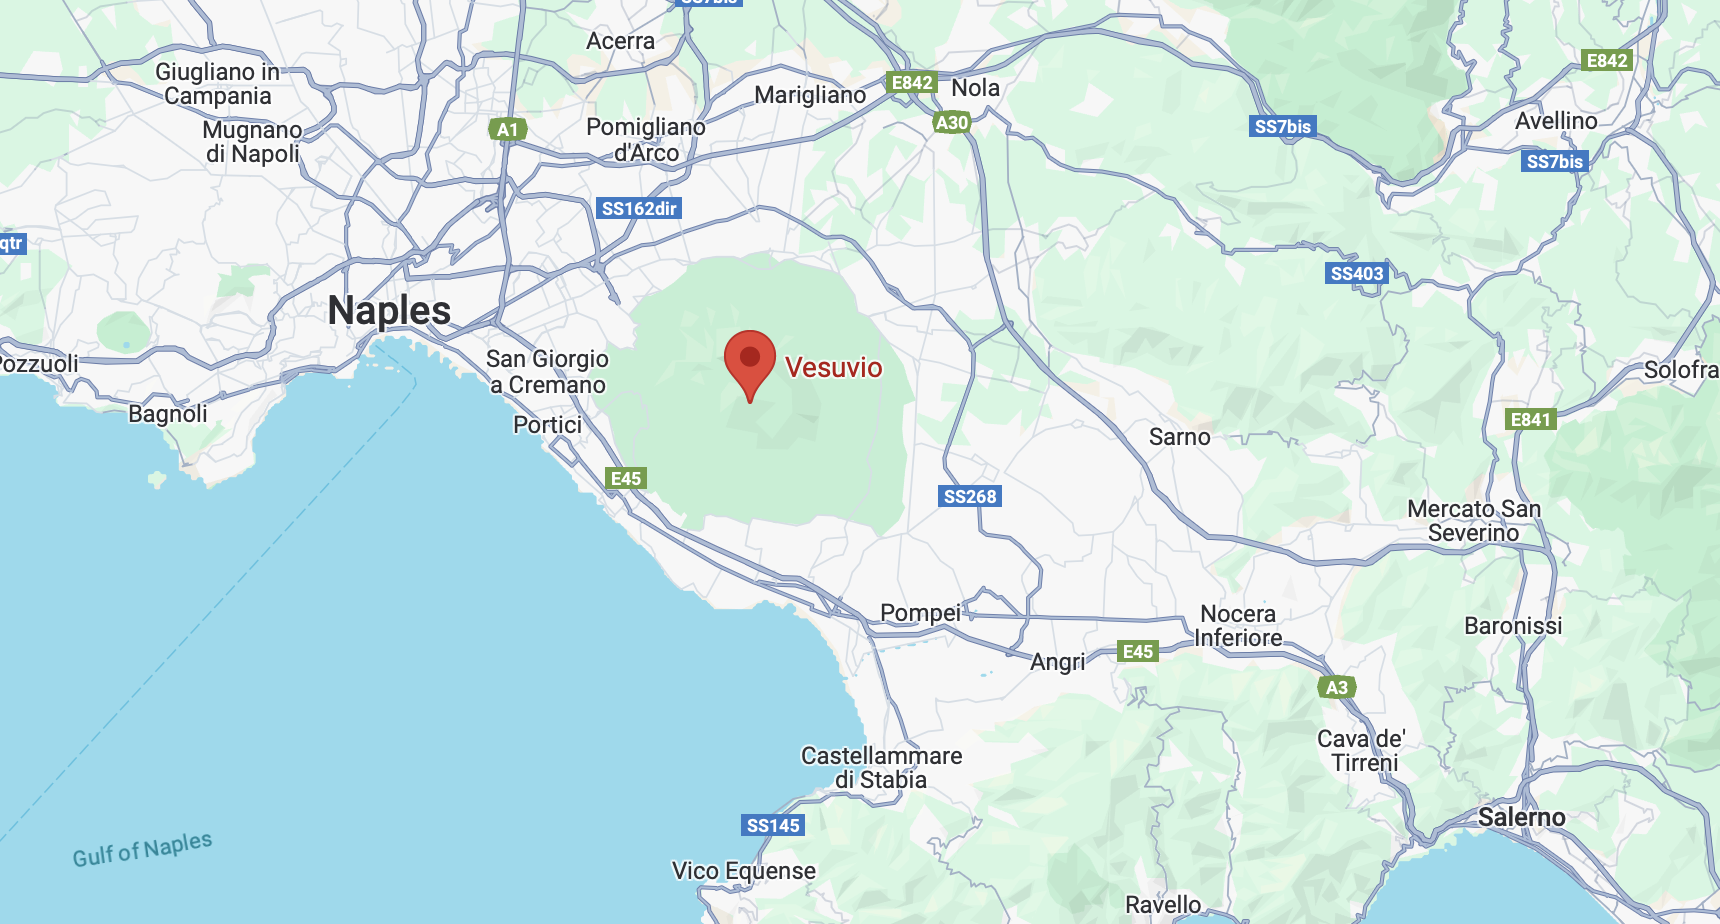 SS7bis
Acerra
E842
Giugliano in
Campania
E842
Nola
Marigliano
A30
Mugnano
di Napoli
A1
Pomigliano
d'Arco
SS7bis
Avellino
SS7bis
SS162dir
qtr
SS403
Naples
Pozzuoli
San Giorgio
a Cremano
Vesuvio
Solofra
Bagnoli
Portici
E841
Sarno
E45
SS268
Mercato San
Severino
Pompei
Nocera
Inferiore
Baronissi
Angri
E45
A3
Castellammare
di Stabia
Cava de'
Tirreni
SS145
Salerno
Gulf of Naples
Vico Equense
Ravello